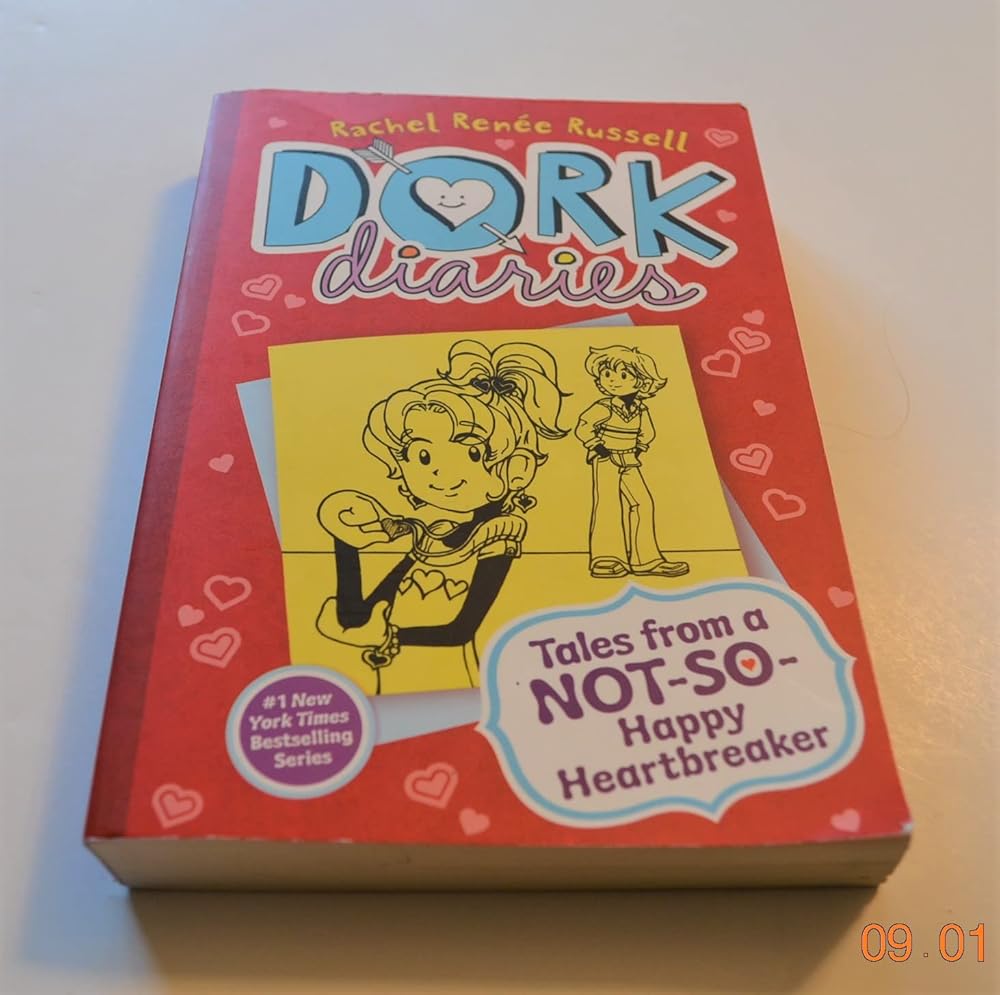 Rachel Renée Russell
DORK
diaries
Tales from a
NOT-SO-
Happy
Heartbreaker
#1 New
York Times
Bestselling
Series
09.01